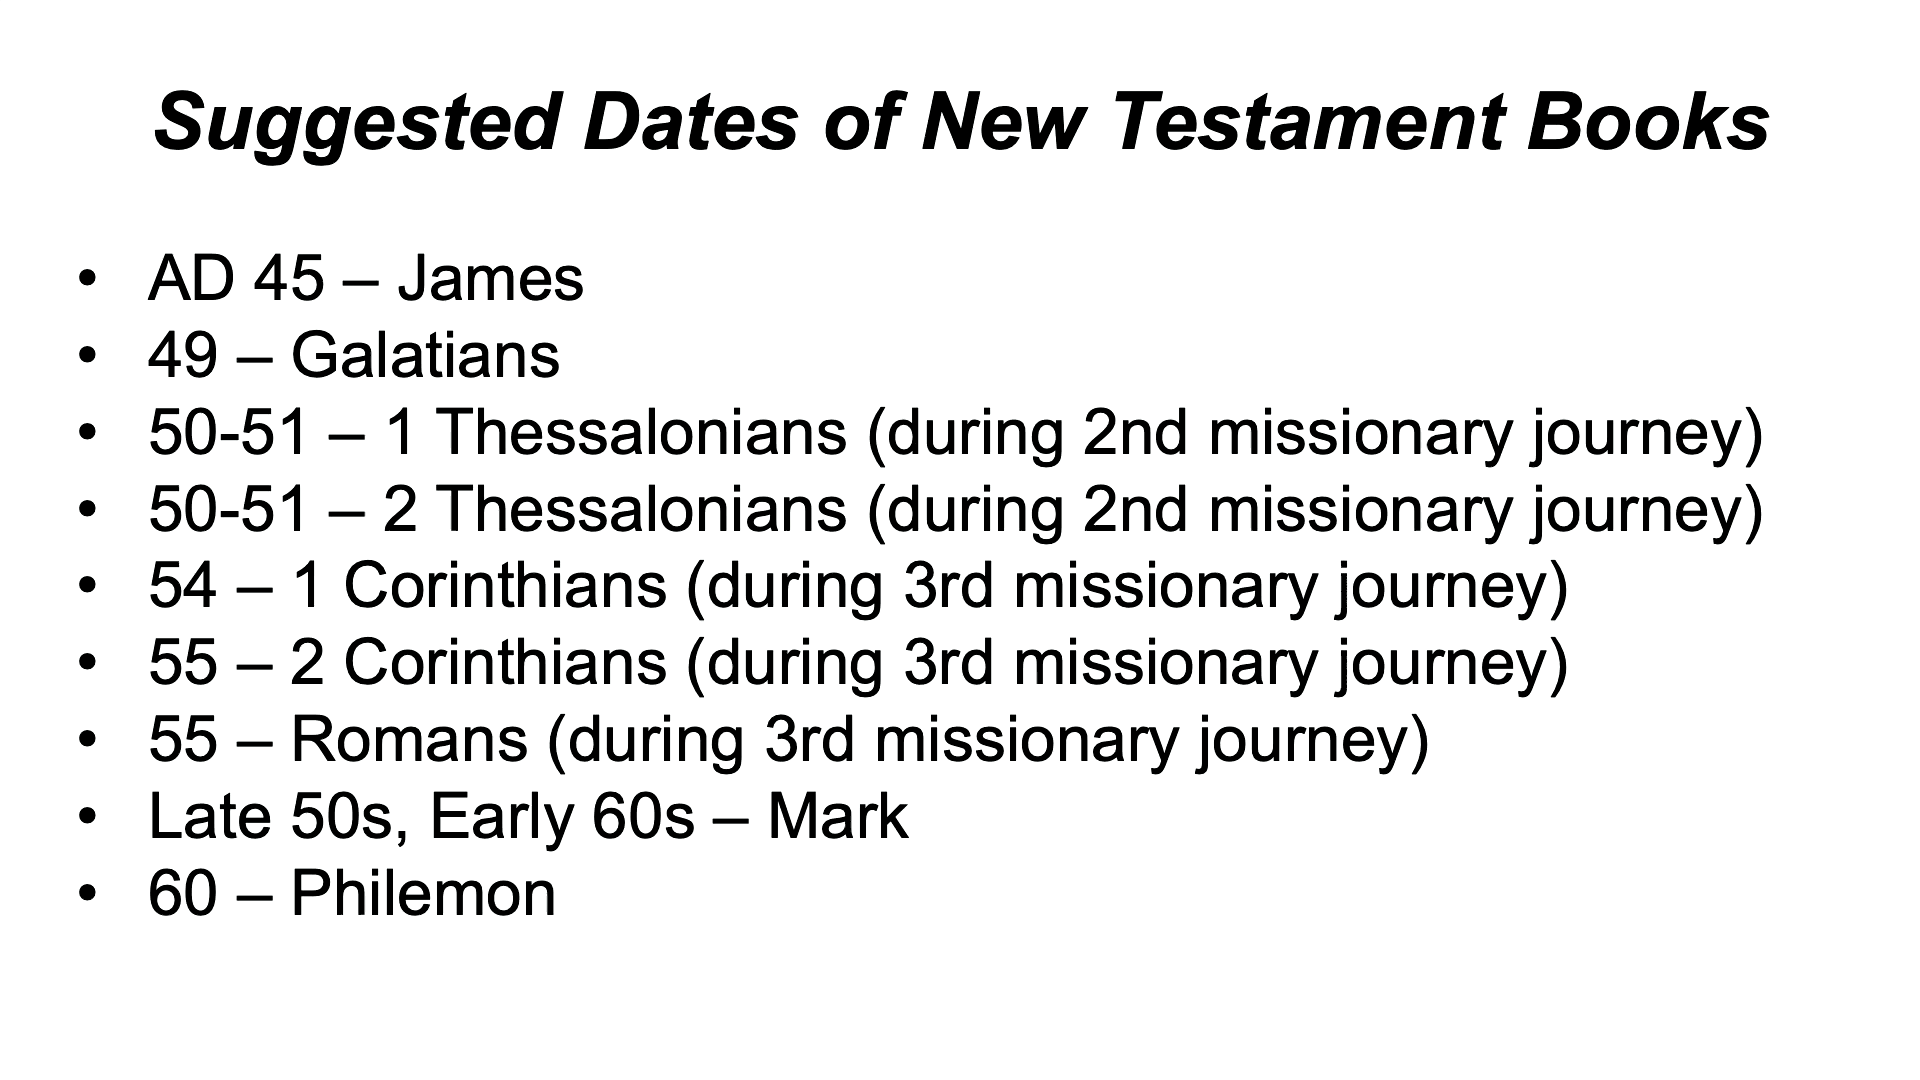 Suggested Dates of New Testament Books
• AD 45 – James
• 49 – Galatians
• 50-51 – 1 Thessalonians (during 2nd missionary journey)
• 50-51 – 2 Thessalonians (during 2nd missionary journey)
• 54 – 1 Corinthians (during 3rd missionary journey)
• 55 – 2 Corinthians (during 3rd missionary journey)
• 55 – Romans (during 3rd missionary journey)
• Late 50s, Early 60s – Mark
• 60 – Philemon